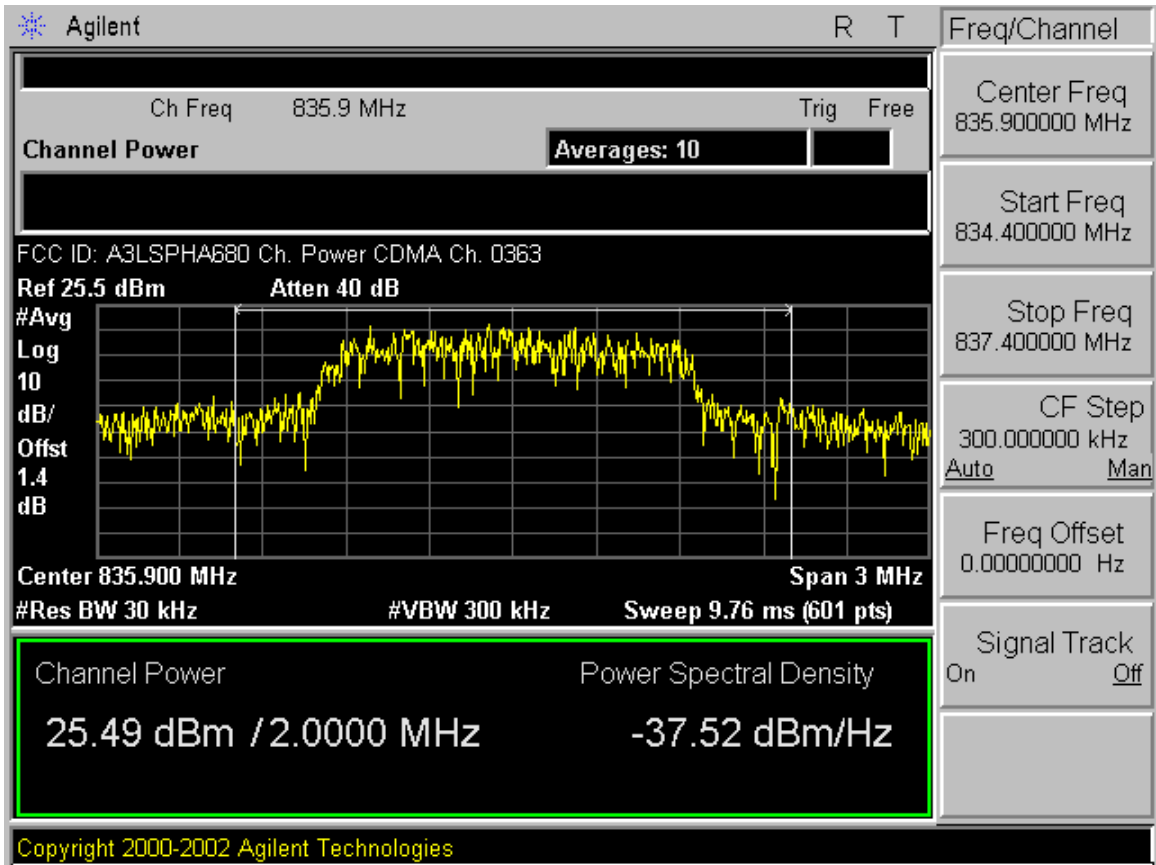 Agilent R T
Ch Freq 835.9 MHz Trig Free
Channel Power Averages: 10
FCC ID: A3LSPHA680 Ch. Power CDMA Ch. 0363
Ref 25.5 dBm Atten 40 dB
#Avg
Log
10
dB/
Offst
1.4
dB
Center 835.900 MHz Span 3 MHz
#Res BW 30 kHz #VBW 300 kHz Sweep 9.76 ms (601 pts)
Channel Power Power Spectral Density
25.49 dBm / 2.0000 MHz -37.52 dBm/Hz
Copyright 2000-2002 Agilent Technologies
Freq/Channel
Center Freq
835.900000 MHz
Start Freq
834.400000 MHz
Stop Freq
837.400000 MHz
CF Step
300.000000 kHz
Auto Man
Freq Offset
0.00000000 Hz
Signal Track
On Off